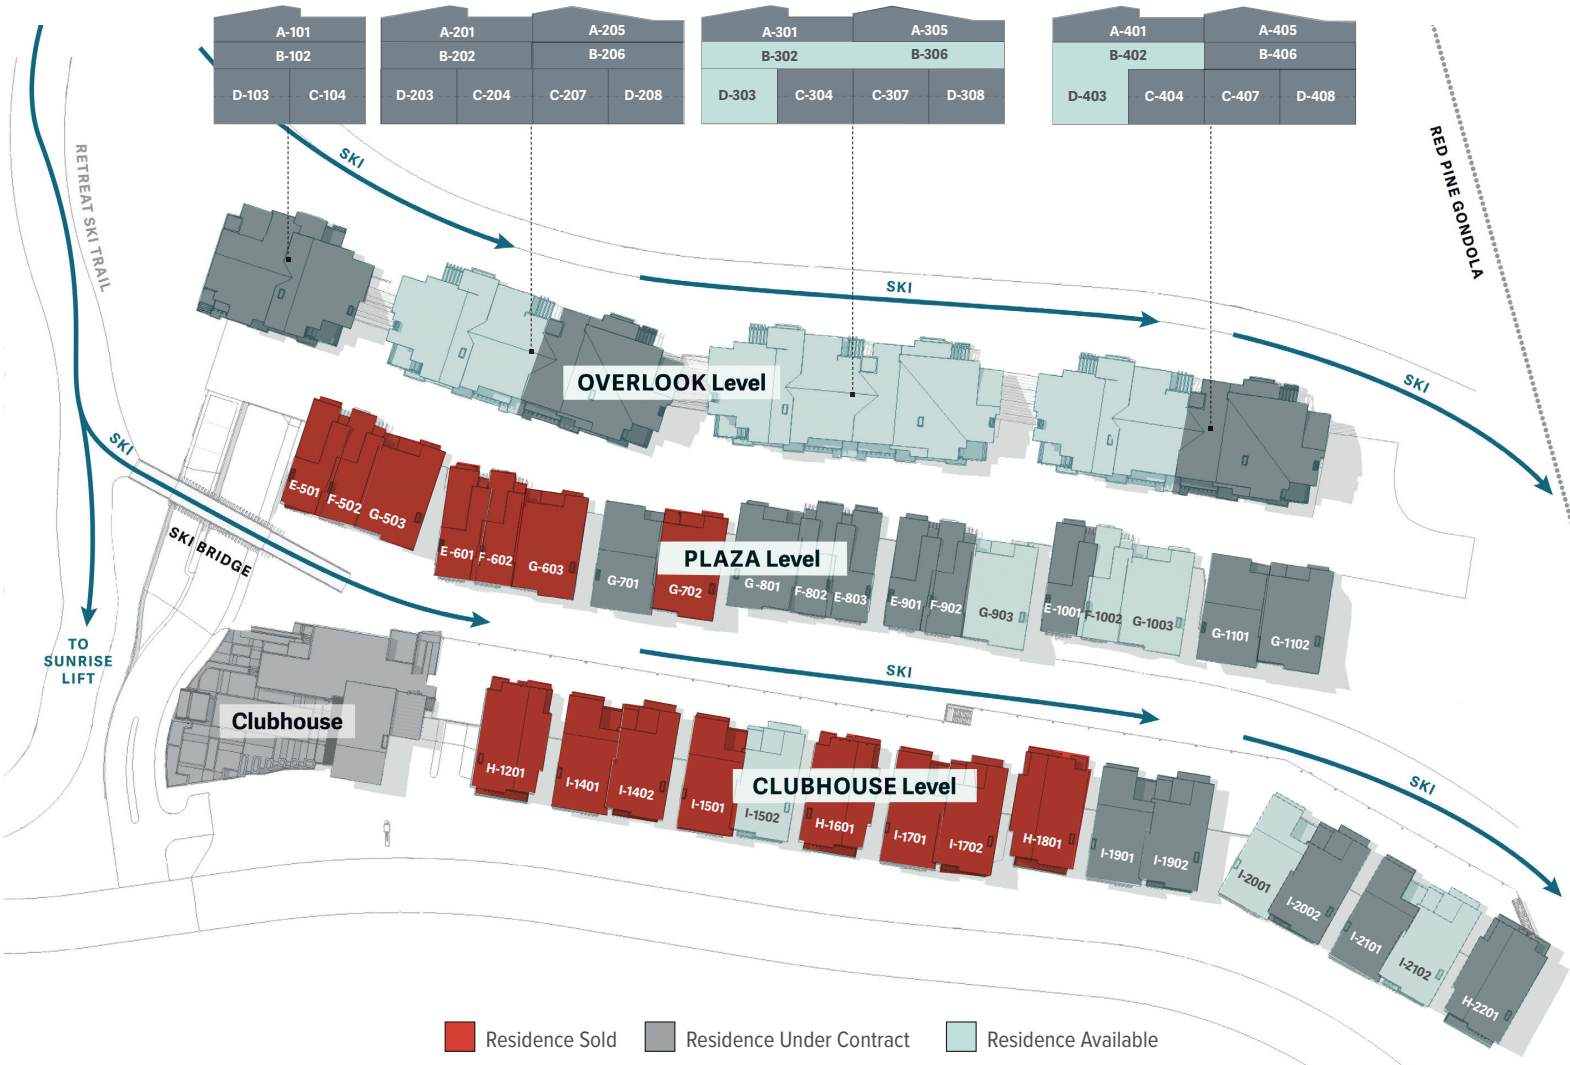 A-101
B-102
D-103 C-104
A-201 A-205
B-202 B-206
D-203 C-204 C-207 D-208
A-301 A-305
B-302 B-306
D-303 C-304 C-307 D-308
A-401 A-405
B-402 B-406
D-403 C-404 C-407 D-408
RETREAT SKI TRAIL
SKI
RED PINE GONDOLA
SKI
SKI
OVERLOOK Level
SKI
SKI BRIDGE
E-501 F-502 G-503
E-601 F-602 G-603
G-701 G-702
PLAZA Level
G-801 F-802 E-803
E-901 F-902 G-903
E-1001 F-1002 G-1003
G-1101 G-1102
TO
SUNRISE
LIFT
SKI
Clubhouse
H-1201
I-1401 I-1402
I-1501 I-1502
CLUBHOUSE Level
H-1601
I-1701 I-1702
H-1801
I-1901 I-1902
SKI
I-2001 I-2002
I-2101 I-2102
H-2201
Residence Sold Residence Under Contract Residence Available